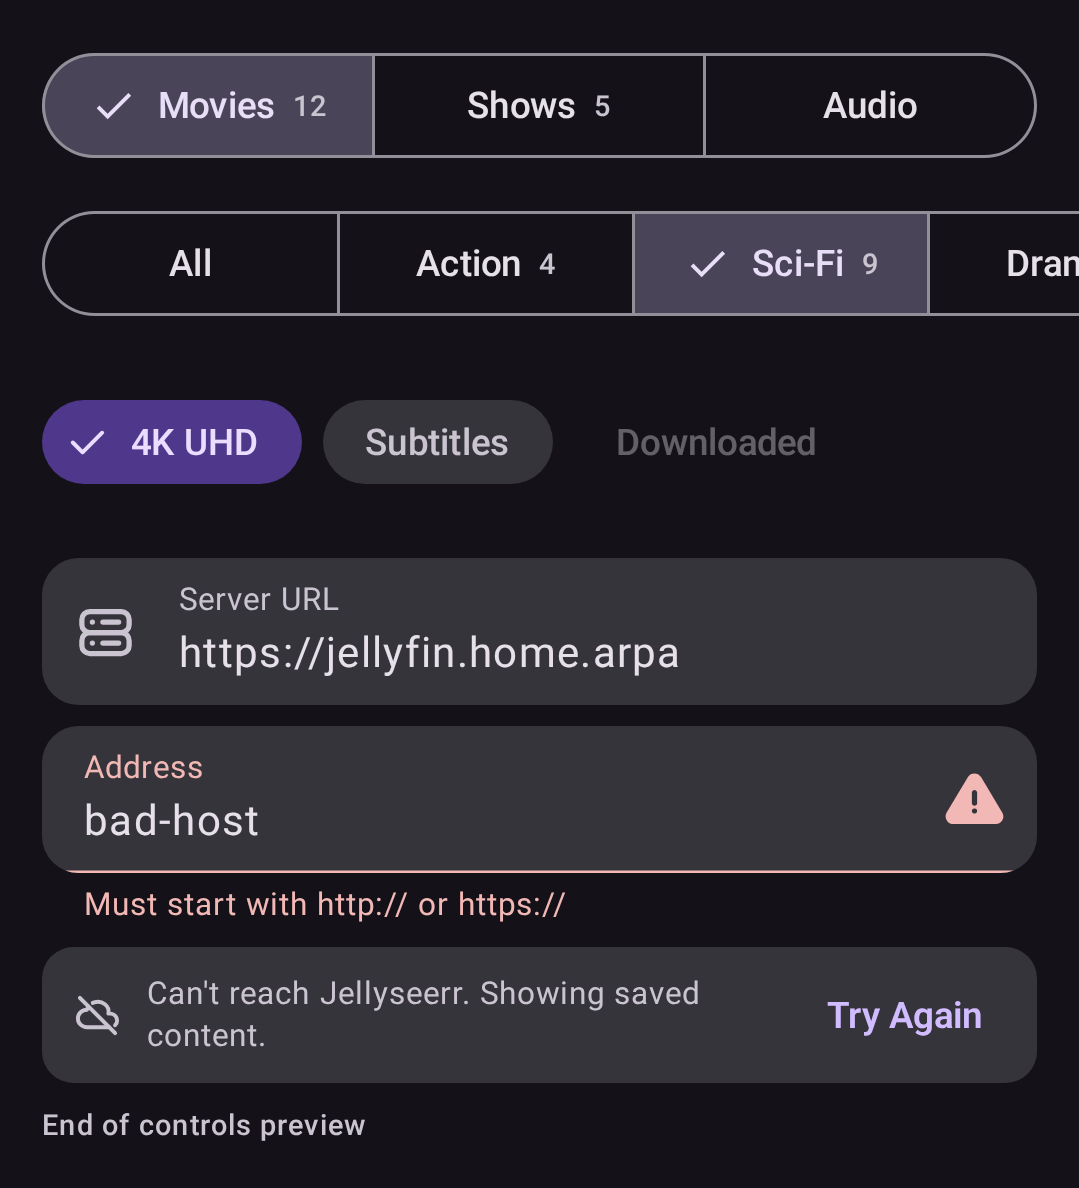 Movies 12 Shows 5 Audio
All Action 4 Sci-Fi 9 Dram
4K UHD Subtitles Downloaded
Server URL
https://jellyfin.home.arpa
Address
bad-host
Must start with http:// or https://
Can't reach Jellyseerr. Showing saved
content.
Try Again
End of controls preview